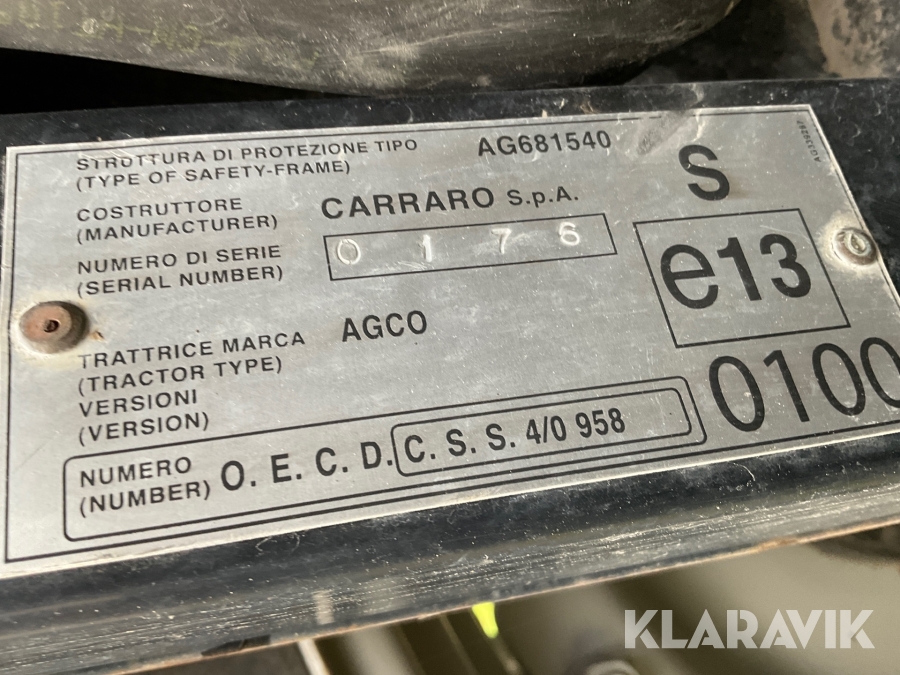 STRUTTURA DI PROTEZIONE TIPO AG681540
(TYPE OF SAFETY-FRAME)
COSTRUTTORE CARRARO S.p.A. S
(MANUFACTURER)
NUMERO DI SERIE 0 1 7 6 e13
(SERIAL NUMBER)
TRATTRICE MARCA AGCO
(TRACTOR TYPE)
VERSIONI 0100
(VERSION)
NUMERO O. E. C. D. C. S. S. 4/0 958
(NUMBER)
KLARAVIK